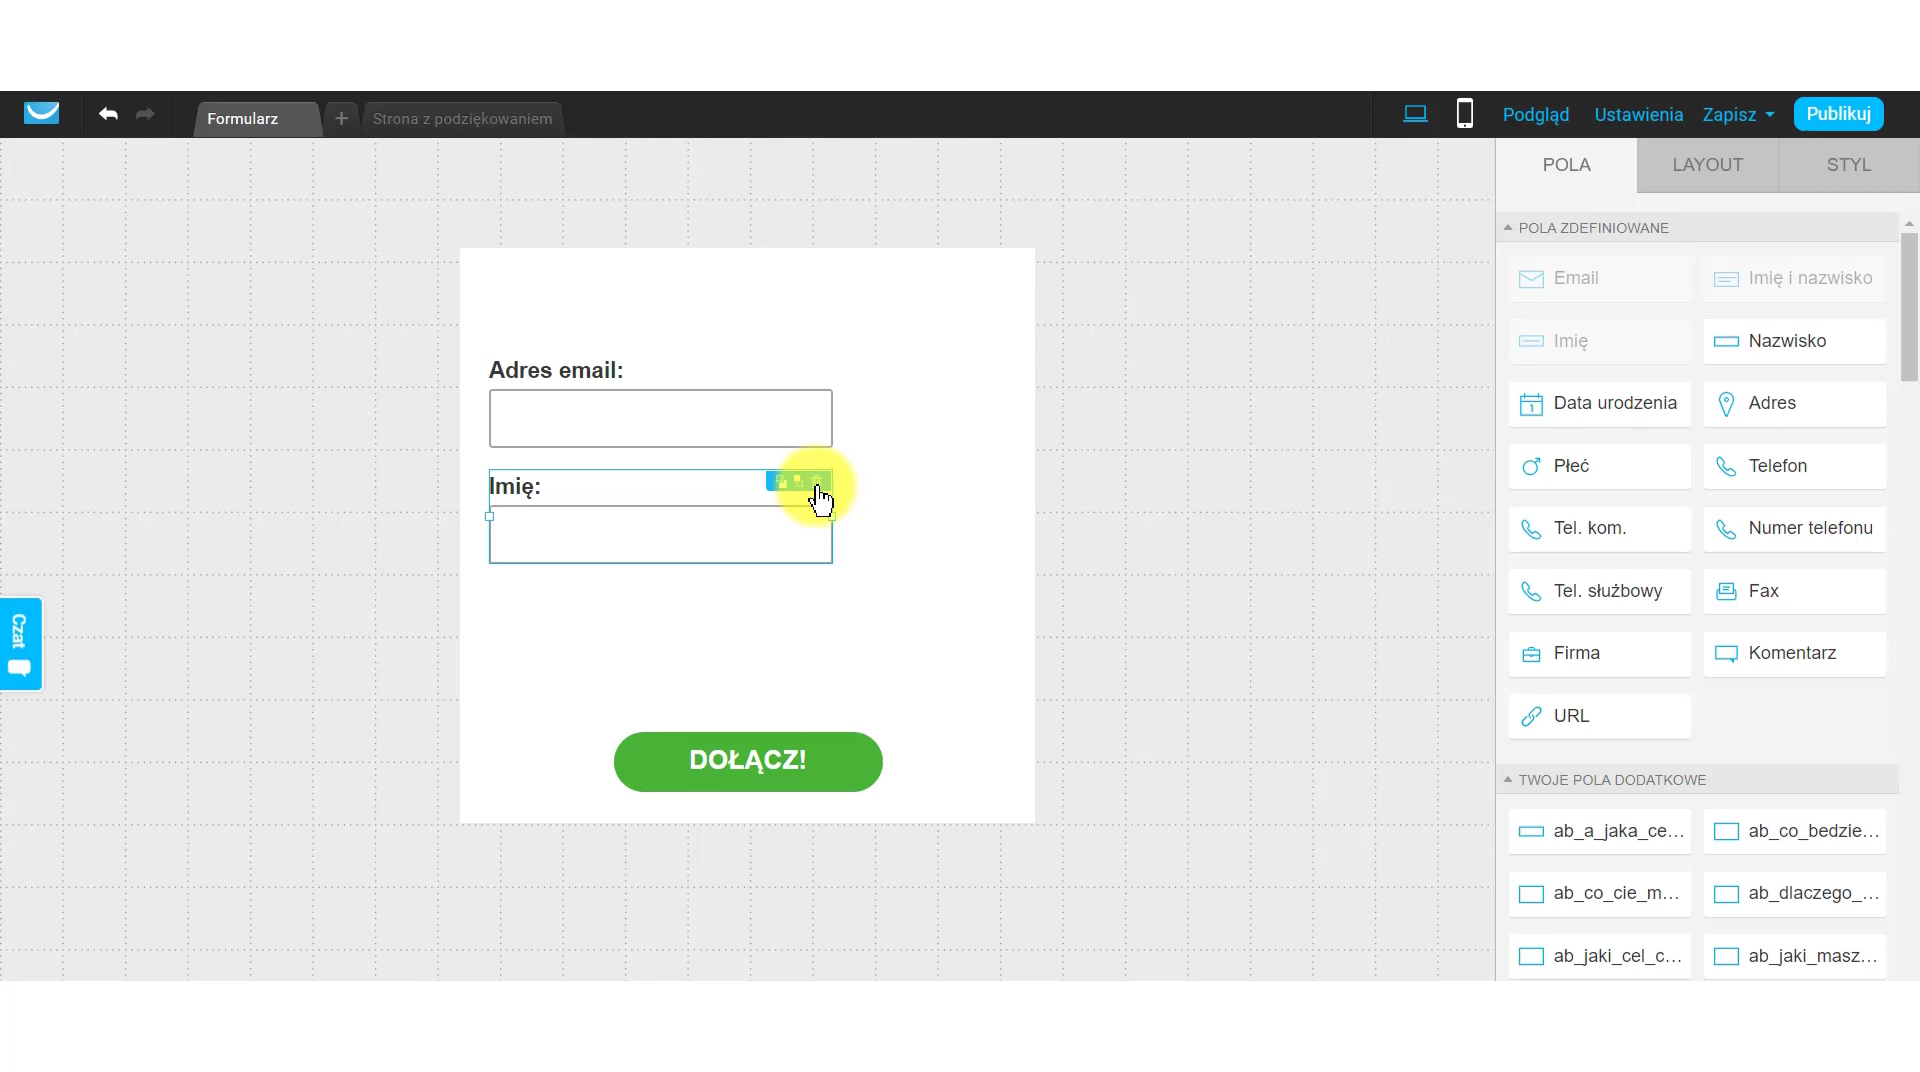 Formularz
+
Strona z podziękowaniem
Podgląd
Ustawienia
Zapisz
Publikuj
POLA
LAYOUT
STYL
POLA ZDEFINIOWANE
Email
Imię i nazwisko
Imię
Nazwisko
Data urodzenia
Adres
Płeć
Telefon
Tel. kom.
Numer telefonu
Tel. służbowy
Fax
Firma
Komentarz
URL
TWOJE POLA DODATKOWE
ab_a_jaka_ce...
ab_co_bedzie...
ab_co_cie_m...
ab_dlaczego_...
ab_jaki_cel_c...
ab_jaki_masz...
Adres email:
Imię:
DOŁĄCZ!
Czat